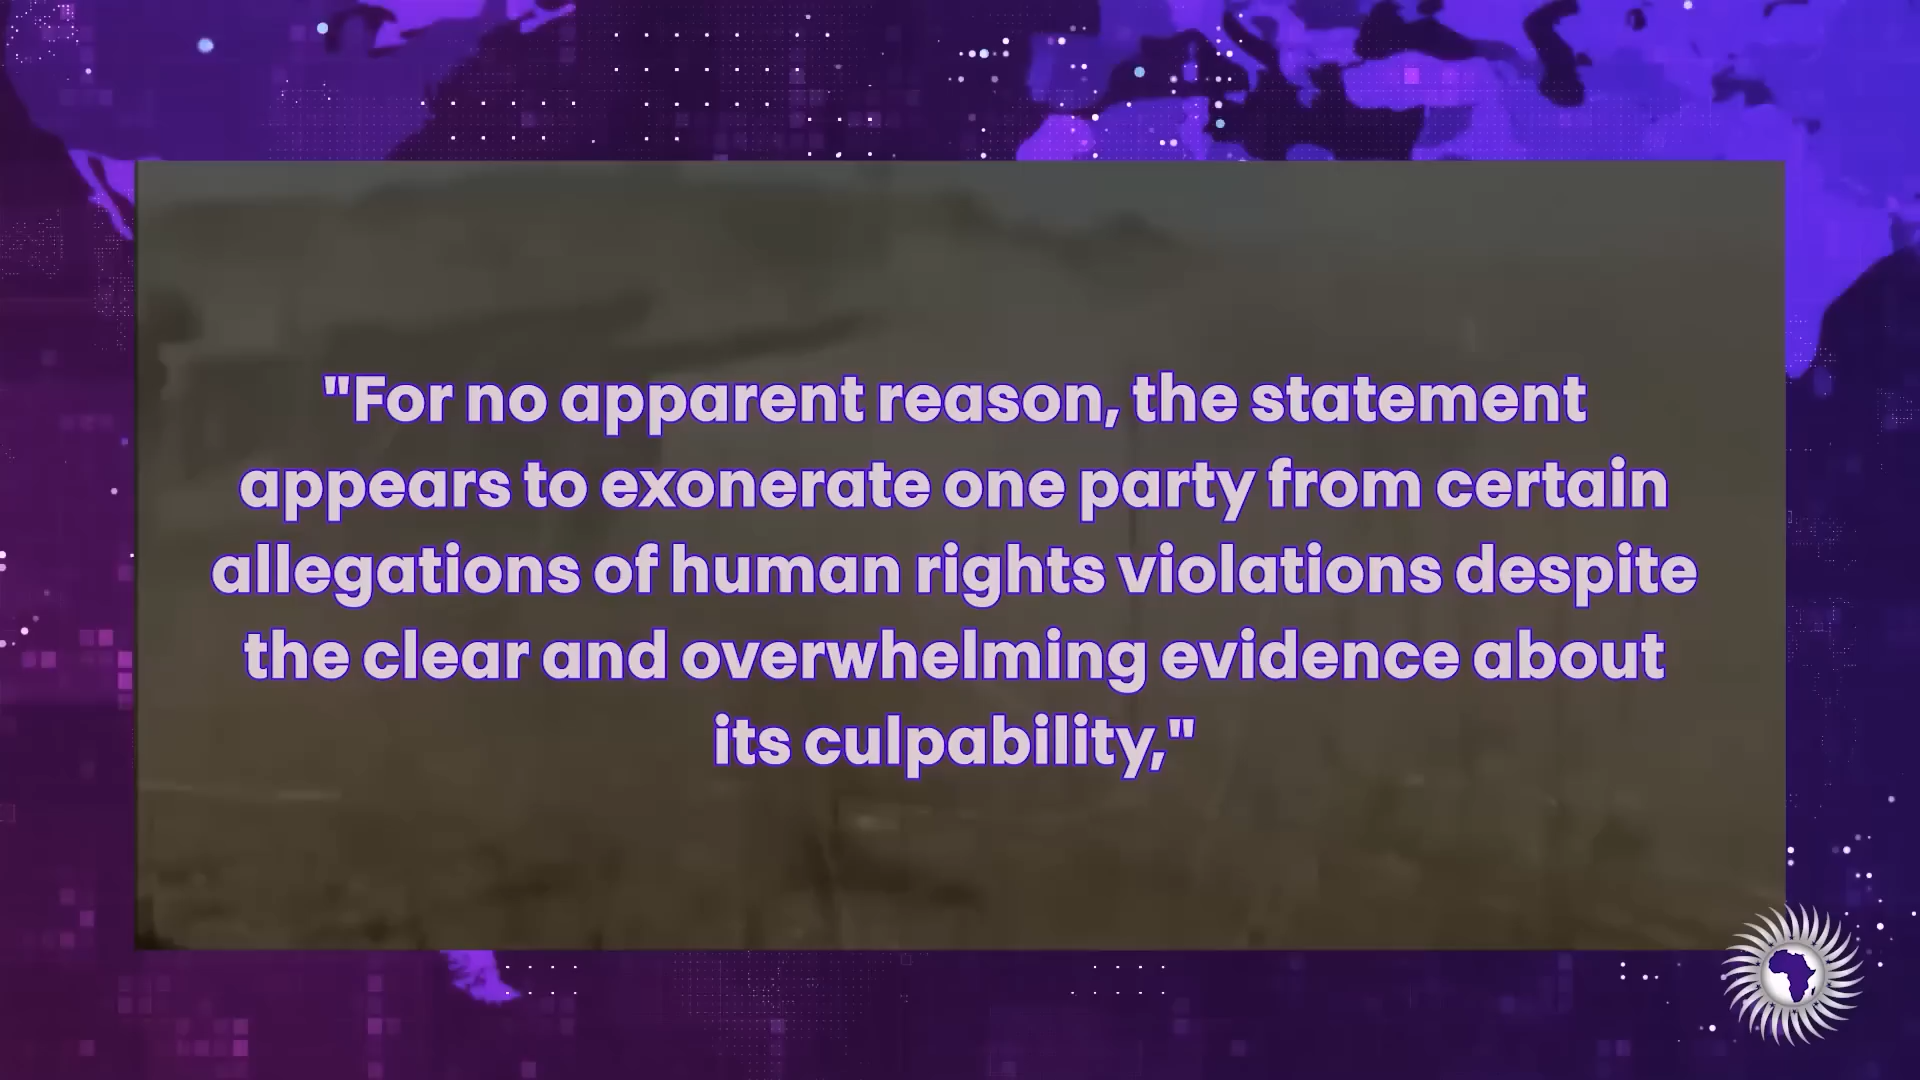 "For no apparent reason, the statement
appears to exonerate one party from certain
allegations of human rights violations despite
the clear and overwhelming evidence about
its culpability,"